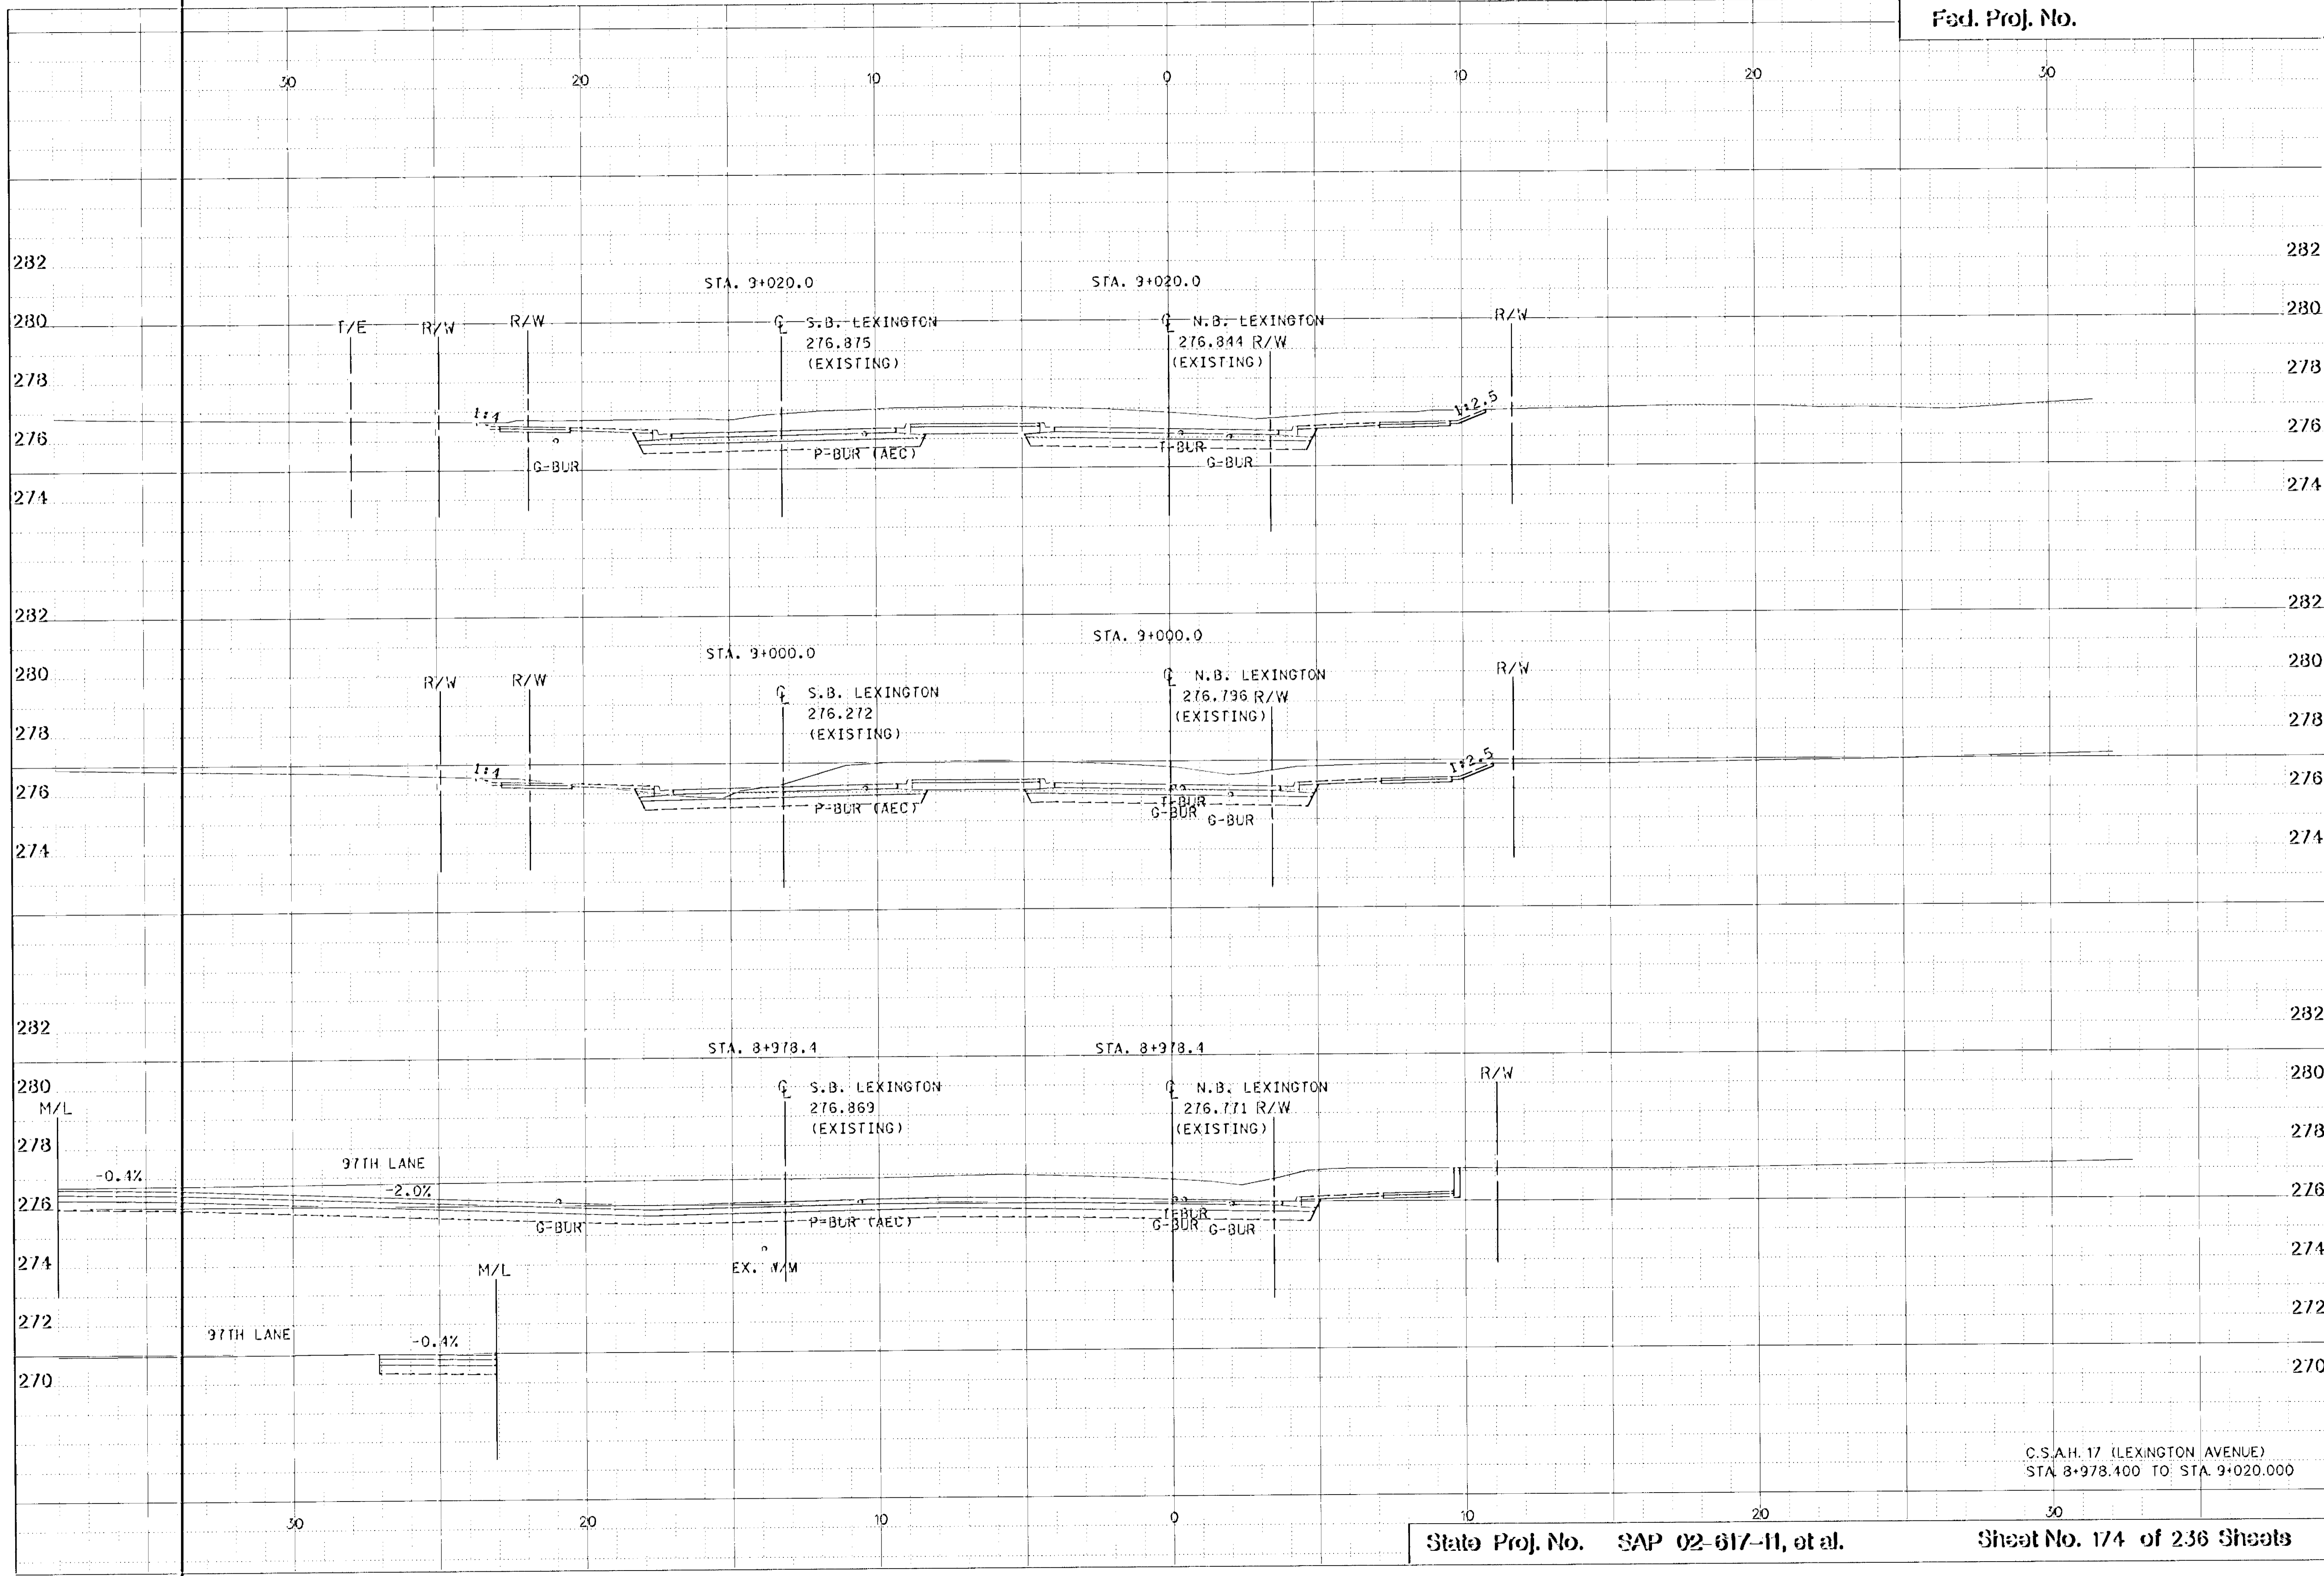 Fed. Proj. No.
30 20 10 0 10 20 30
282 282
STA. 9+020.0 STA. 9+020.0
280 T/E R/W R/W ℄ S.B. LEXINGTON ℄ N.B. LEXINGTON R/W 280
276.875 276.844 R/W
(EXISTING) (EXISTING)
278 278
1:4 1:2.5
276 276
G-BUR P-BUR (AEC) T-BUR G-BUR
274 274
282 282
STA. 9+000.0 STA. 9+000.0
280 R/W R/W ℄ S.B. LEXINGTON ℄ N.B. LEXINGTON R/W 280
276.272 276.796 R/W
(EXISTING) (EXISTING)
278 278
1:4 1:2.5
276 276
P-BUR (AEC) T-BUR
G-BUR G-BUR
274 274
282 282
STA. 8+978.4 STA. 8+978.4
280 ℄ S.B. LEXINGTON ℄ N.B. LEXINGTON R/W 280
M/L 276.869 276.771 R/W
(EXISTING) (EXISTING)
278 278
97TH LANE
-0.4% -2.0%
276 276
G-BUR P-BUR (AEC) T-BUR
G-BUR G-BUR
274 M/L EX. W/M 274
272 272
97TH LANE -0.4%
270 270
C.S.A.H. 17 (LEXINGTON AVENUE)
STA. 8+978.400 TO STA. 9+020.000
30 20 10 0 10 20 30
State Proj. No. SAP 02-617-11, et al. Sheet No. 174 of 236 Sheets